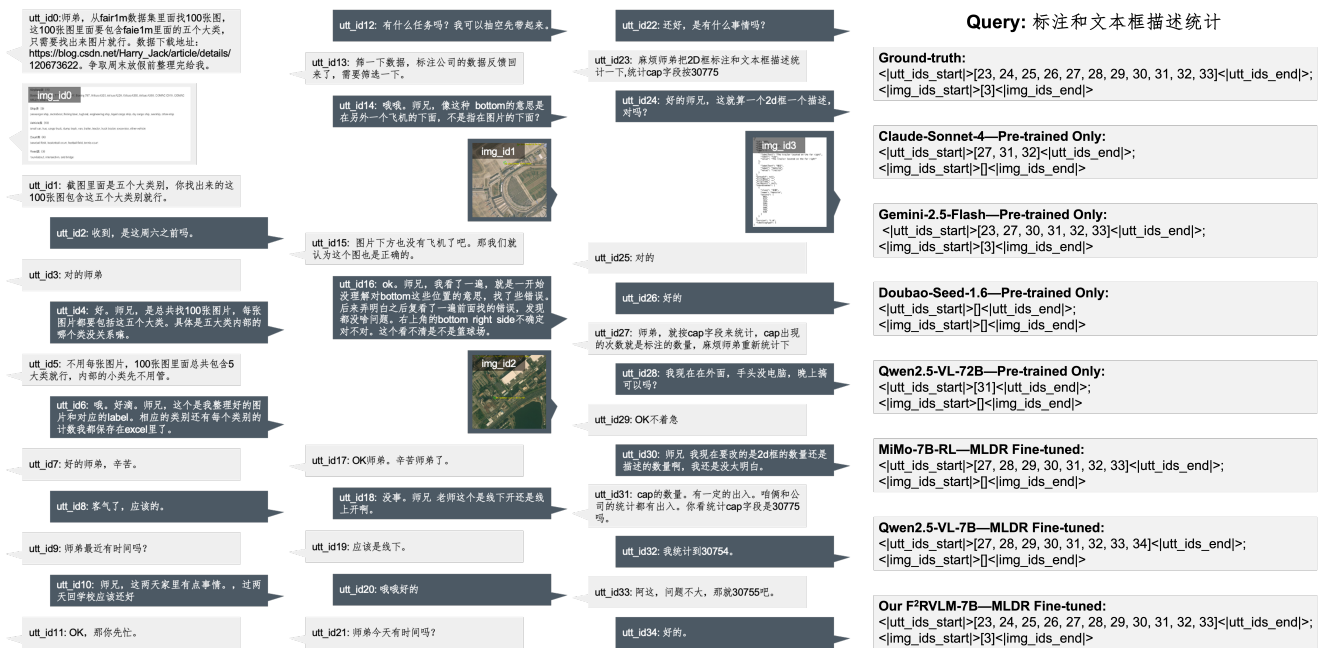 utt_id0:师弟，从fair1m数据集里面找100张图，
这100张图里面要包含faie1m里面的五个大类，
只需要找出来图片就行。数据下载地址：
https://blog.csdn.net/Harry_Jack/article/details/
120673622。争取周末放假前整理完给我。
img_id0
utt_id1: 截图里面是五个大类别，你找出来的这
100张图包含这五个大类别就行。
utt_id2: 收到，是这周六之前吗。
utt_id3: 对的师弟
utt_id4: 好。师兄，是总共找100张图片，每张
图片都要包括这五个大类。具体是五大类内部的
哪个类没关系嘛。
utt_id5: 不用每张图片，100张图里面总共包含5
大类就行，内部的小类先不用管。
utt_id6: 哦。好滴。师兄，这个是我整理好的图
片和对应的label。相应的类别还有每个类别的
计数我都保存在excel里了。
utt_id7: 好的师弟，辛苦。
utt_id8: 客气了，应该的。
utt_id9: 师弟最近有时间吗？
utt_id10: 师兄，这两天家里有点事情。，过两
天回学校应该还好
utt_id11: OK，那你先忙。
utt_id12: 有什么任务吗？我可以抽空先带起来。
utt_id13: 筛一下数据，标注公司的数据反馈回
来了，需要筛选一下。
utt_id14: 哦哦。师兄，像这种 bottom的意思是
在另外一个飞机的下面，不是指在图片的下面？
img_id1
utt_id15: 图片下方也没有飞机了吧。那我们就
认为这个图也是正确的。
utt_id16: ok。师兄，我看了一遍，就是一开始
没理解对bottom这些位置的意思，找了些错误。
后来弄明白之后复看了一遍前面找的错误，发现
都没啥问题。右上角的bottom right side不确定
对不对。这个看不清是不是篮球场。
img_id2
utt_id17: OK师弟。辛苦师弟了。
utt_id18: 没事。师兄 老师这个是线下开还是线
上开啊。
utt_id19: 应该是线下。
utt_id20: 哦哦好的
utt_id21: 师弟今天有时间吗？
utt_id22: 还好，是有什么事情吗？
utt_id23: 麻烦师弟把2D框标注和文本框描述统
计一下,统计cap字段按30775
utt_id24: 好的师兄，这就算一个2d框一个描述，
对吗？
img_id3
utt_id25: 对的
utt_id26: 好的
utt_id27: 师弟，就按cap字段来统计，cap出现
的次数就是标注的数量，麻烦师弟重新统计下
utt_id28: 我现在在外面，手头没电脑，晚上搞
可以吗？
utt_id29: OK不着急
utt_id30: 师兄 我现在要改的是2d框的数量还是
描述的数量啊，我还是没太明白。
utt_id31: cap的数量。有一定的出入。咱俩和公
司的统计都有出入。你看统计cap字段是30775
吗。
utt_id32: 我统计到30754。
utt_id33: 阿这，问题不大，那就30755吧。
utt_id34: 好的。
Query: 标注和文本框描述统计
Ground-truth:
<|utt_ids_start|>[23, 24, 25, 26, 27, 28, 29, 30, 31, 32, 33]<|utt_ids_end|>;
<|img_ids_start|>[3]<|img_ids_end|>
Claude-Sonnet-4—Pre-trained Only:
<|utt_ids_start|>[27, 31, 32]<|utt_ids_end|>;
<|img_ids_start|>[]<|img_ids_end|>
Gemini-2.5-Flash—Pre-trained Only:
<|utt_ids_start|>[23, 27, 30, 31, 32, 33]<|utt_ids_end|>;
<|img_ids_start|>[3]<|img_ids_end|>
Doubao-Seed-1.6—Pre-trained Only:
<|utt_ids_start|>[]<|utt_ids_end|>;
<|img_ids_start|>[]<|img_ids_end|>
Qwen2.5-VL-72B—Pre-trained Only:
<|utt_ids_start|>[31]<|utt_ids_end|>;
<|img_ids_start>[]<|img_ids_end|>
MiMo-7B-RL—MLDR Fine-tuned:
<|utt_ids_start|>[27, 28, 29, 30, 31, 32, 33]<|utt_ids_end|>;
<|img_ids_start|>[]<|img_ids_end|>
Qwen2.5-VL-7B—MLDR Fine-tuned:
<|utt_ids_start|>[27, 28, 29, 30, 31, 32, 33, 34]<|utt_ids_end|>;
<|img_ids_start|>[]<|img_ids_end|>
Our F²RVLM-7B—MLDR Fine-tuned:
<|utt_ids_start|>[23, 24, 25, 26, 27, 28, 29, 30, 31, 32, 33]<|utt_ids_end|>;
<|img_ids_start|>[3]<|img_ids_end|>